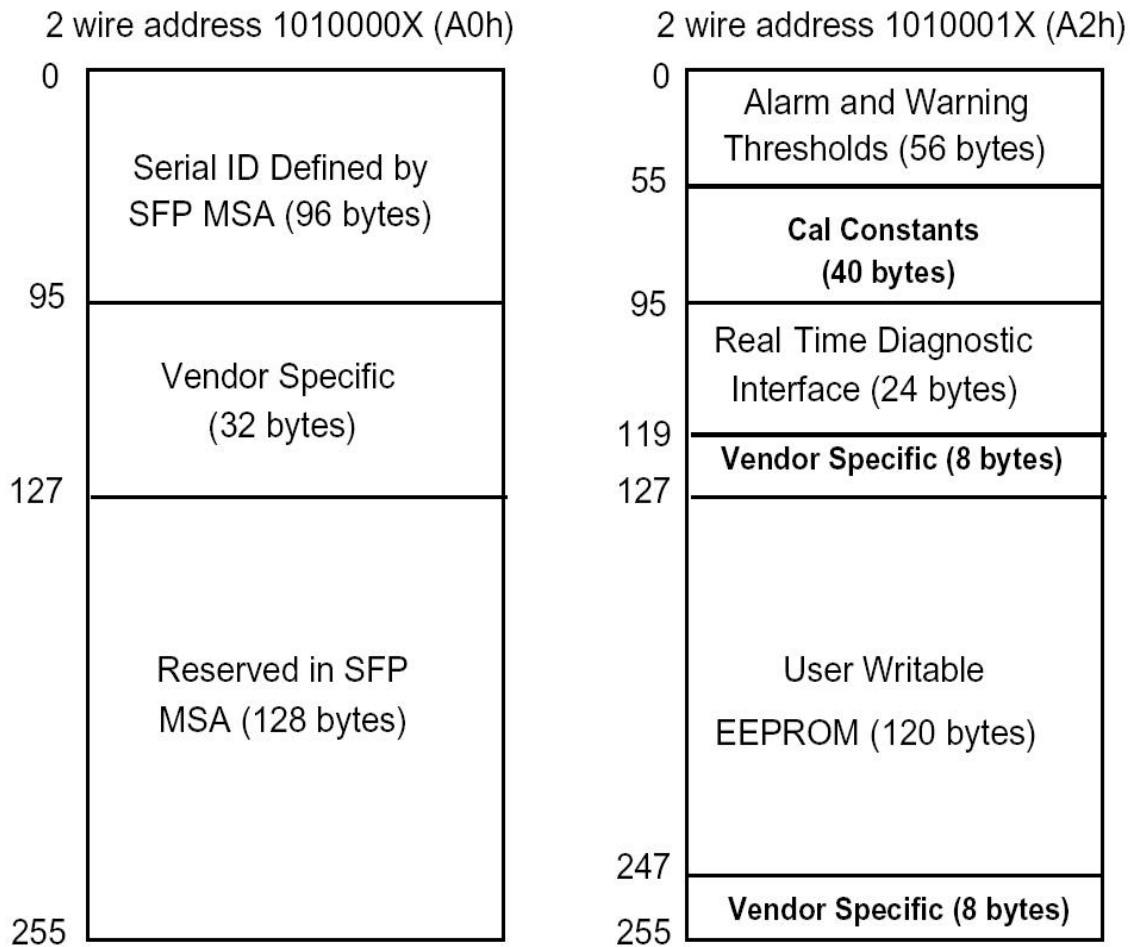 2 wire address 1010000X (A0h)
0
Serial ID Defined by
SFP MSA (96 bytes)
95
Vendor Specific
(32 bytes)
127
Reserved in SFP
MSA (128 bytes)
255
2 wire address 1010001X (A2h)
0
Alarm and Warning
Thresholds (56 bytes)
55
Cal Constants
(40 bytes)
95
Real Time Diagnostic
Interface (24 bytes)
119
Vendor Specific (8 bytes)
127
User Writable
EEPROM (120 bytes)
247
Vendor Specific (8 bytes)
255